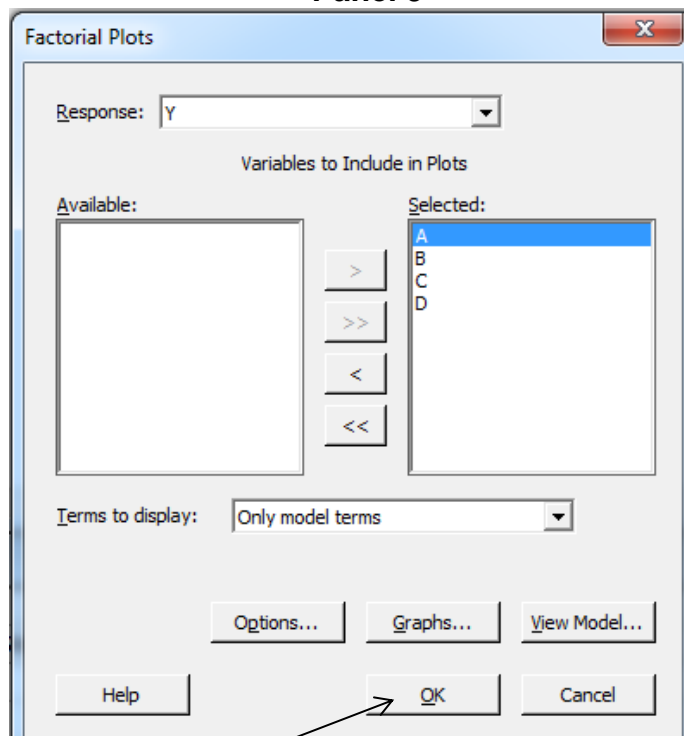 Factorial Plots
Response: Y
Variables to Include in Plots
Available:
Selected:
A
B
C
D
>
>>
<
<<
Terms to display: Only model terms
Options... Graphs... View Model...
Help OK Cancel